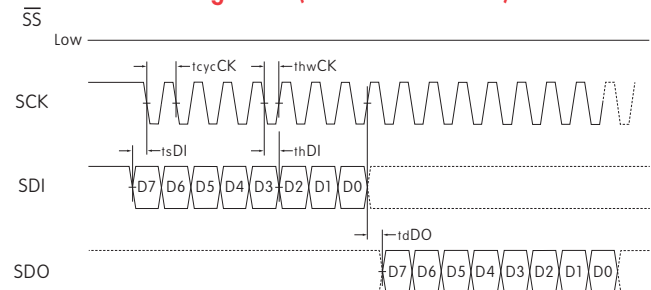 SS
Low
tcycCK
thwCK
SCK
tsDI
thDI
SDI
D7 D6 D5 D4 D3 D2 D1 D0
tdDO
SDO
D7 D6 D5 D4 D3 D2 D1 D0